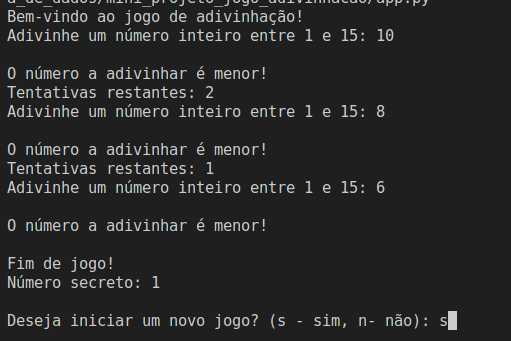 a_de_dados/mini_projeto_jogo_adivinhacao/app.py
Bem-vindo ao jogo de adivinhação!
Adivinhe um número inteiro entre 1 e 15: 10
O número a adivinhar é menor!
Tentativas restantes: 2
Adivinhe um número inteiro entre 1 e 15: 8
O número a adivinhar é menor!
Tentativas restantes: 1
Adivinhe um número inteiro entre 1 e 15: 6
O número a adivinhar é menor!
Fim de jogo!
Número secreto: 1
Deseja iniciar um novo jogo? (s - sim, n- não): s